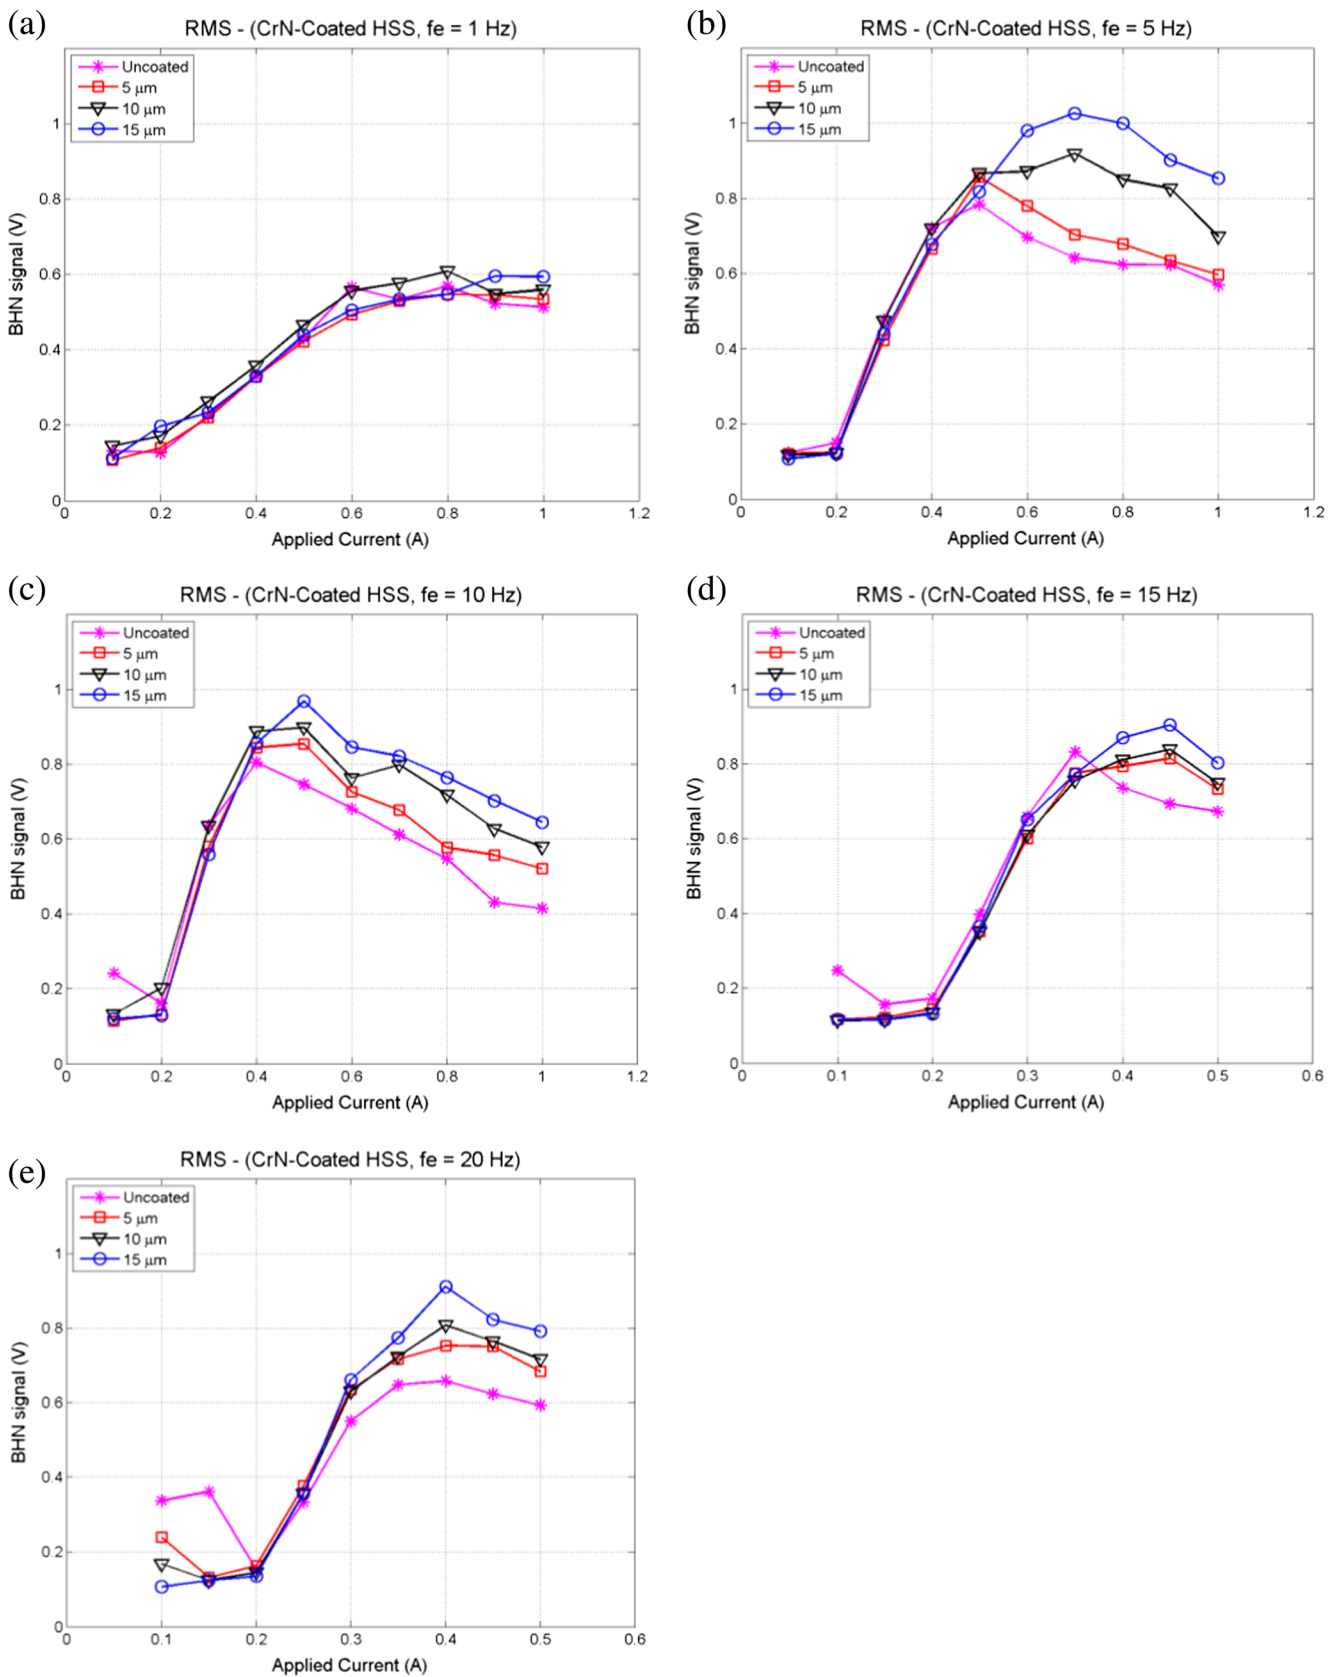 (a)
RMS - (CrN-Coated HSS, fe = 1 Hz)
Uncoated
5 μm
10 μm
15 μm
BHN signal (V)
1
0.8
0.6
0.4
0.2
0
0 0.2 0.4 0.6 0.8 1 1.2
Applied Current (A)
(b)
RMS - (CrN-Coated HSS, fe = 5 Hz)
Uncoated
5 μm
10 μm
15 μm
BHN signal (V)
1
0.8
0.6
0.4
0.2
0
0 0.2 0.4 0.6 0.8 1 1.2
Applied Current (A)
(c)
RMS - (CrN-Coated HSS, fe = 10 Hz)
Uncoated
5 μm
10 μm
15 μm
BHN signal (V)
1
0.8
0.6
0.4
0.2
0
0 0.2 0.4 0.6 0.8 1 1.2
Applied Current (A)
(d)
RMS - (CrN-Coated HSS, fe = 15 Hz)
Uncoated
5 μm
10 μm
15 μm
BHN signal (V)
1
0.8
0.6
0.4
0.2
0
0 0.1 0.2 0.3 0.4 0.5 0.6
Applied Current (A)
(e)
RMS - (CrN-Coated HSS, fe = 20 Hz)
Uncoated
5 μm
10 μm
15 μm
BHN signal (V)
1
0.8
0.6
0.4
0.2
0
0 0.1 0.2 0.3 0.4 0.5 0.6
Applied Current (A)